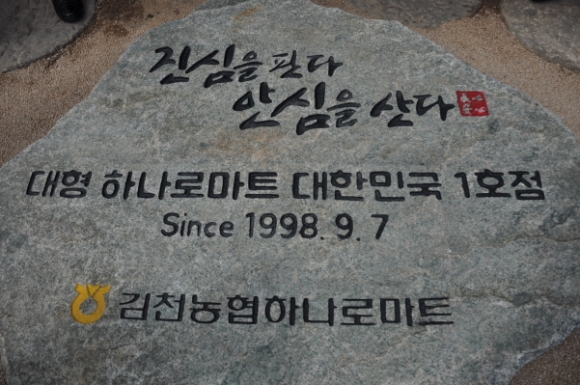 진심을 판다
안심을 산다
대형 하나로마트 대한민국 1호점
Since 1998. 9. 7
김천농협하나로마트